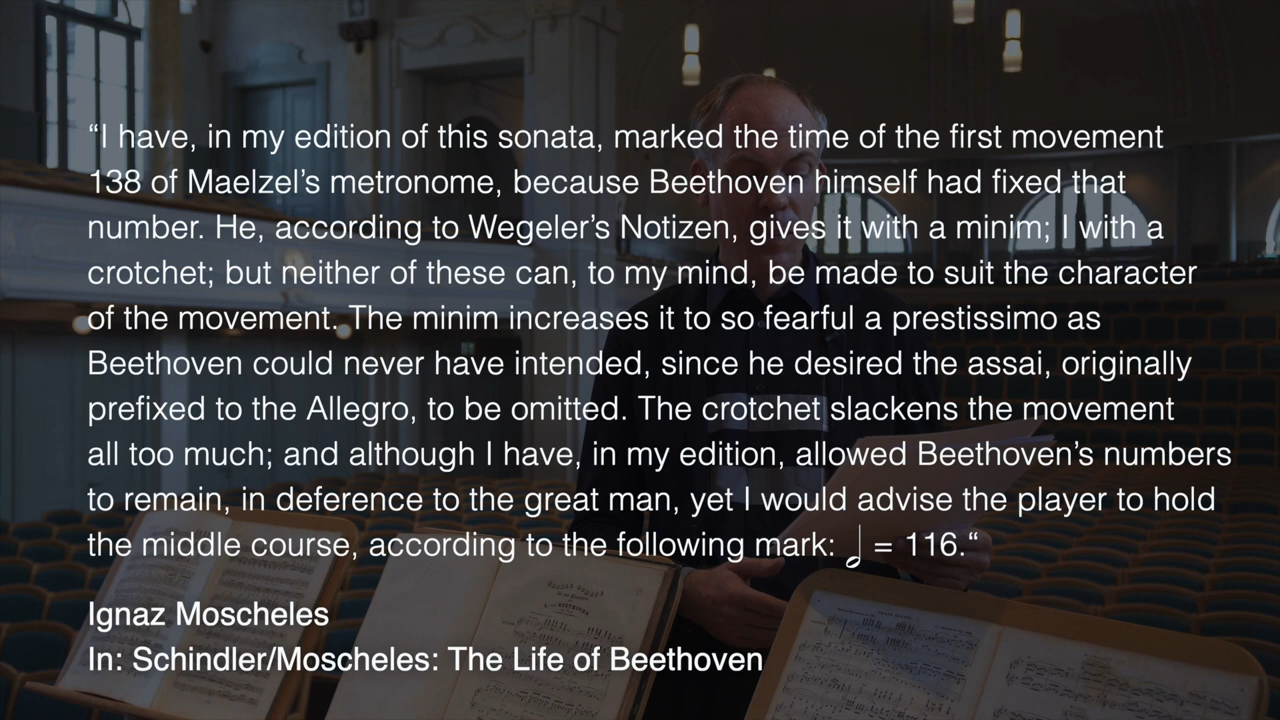 “I have, in my edition of this sonata, marked the time of the first movement
138 of Maelzel’s metronome, because Beethoven himself had fixed that
number. He, according to Wegeler’s Notizen, gives it with a minim; I with a
crotchet; but neither of these can, to my mind, be made to suit the character
of the movement. The minim increases it to so fearful a prestissimo as
Beethoven could never have intended, since he desired the assai, originally
prefixed to the Allegro, to be omitted. The crotchet slackens the movement
all too much; and although I have, in my edition, allowed Beethoven’s numbers
to remain, in deference to the great man, yet I would advise the player to hold
the middle course, according to the following mark: 𝅗𝅥 = 116.“
Ignaz Moscheles
In: Schindler/Moscheles: The Life of Beethoven